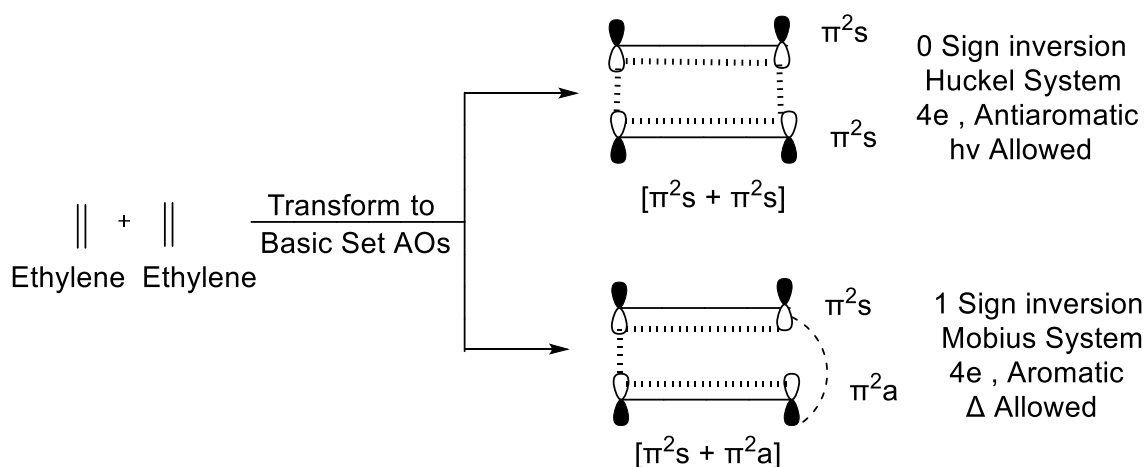 π²s
π²s
[π²s + π²s]
0 Sign inversion
Huckel System
4e , Antiaromatic
hv Allowed
+
Ethylene Ethylene
Transform to
Basic Set AOs
π²s
π²a
[π²s + π²a]
1 Sign inversion
Mobius System
4e , Aromatic
Δ Allowed